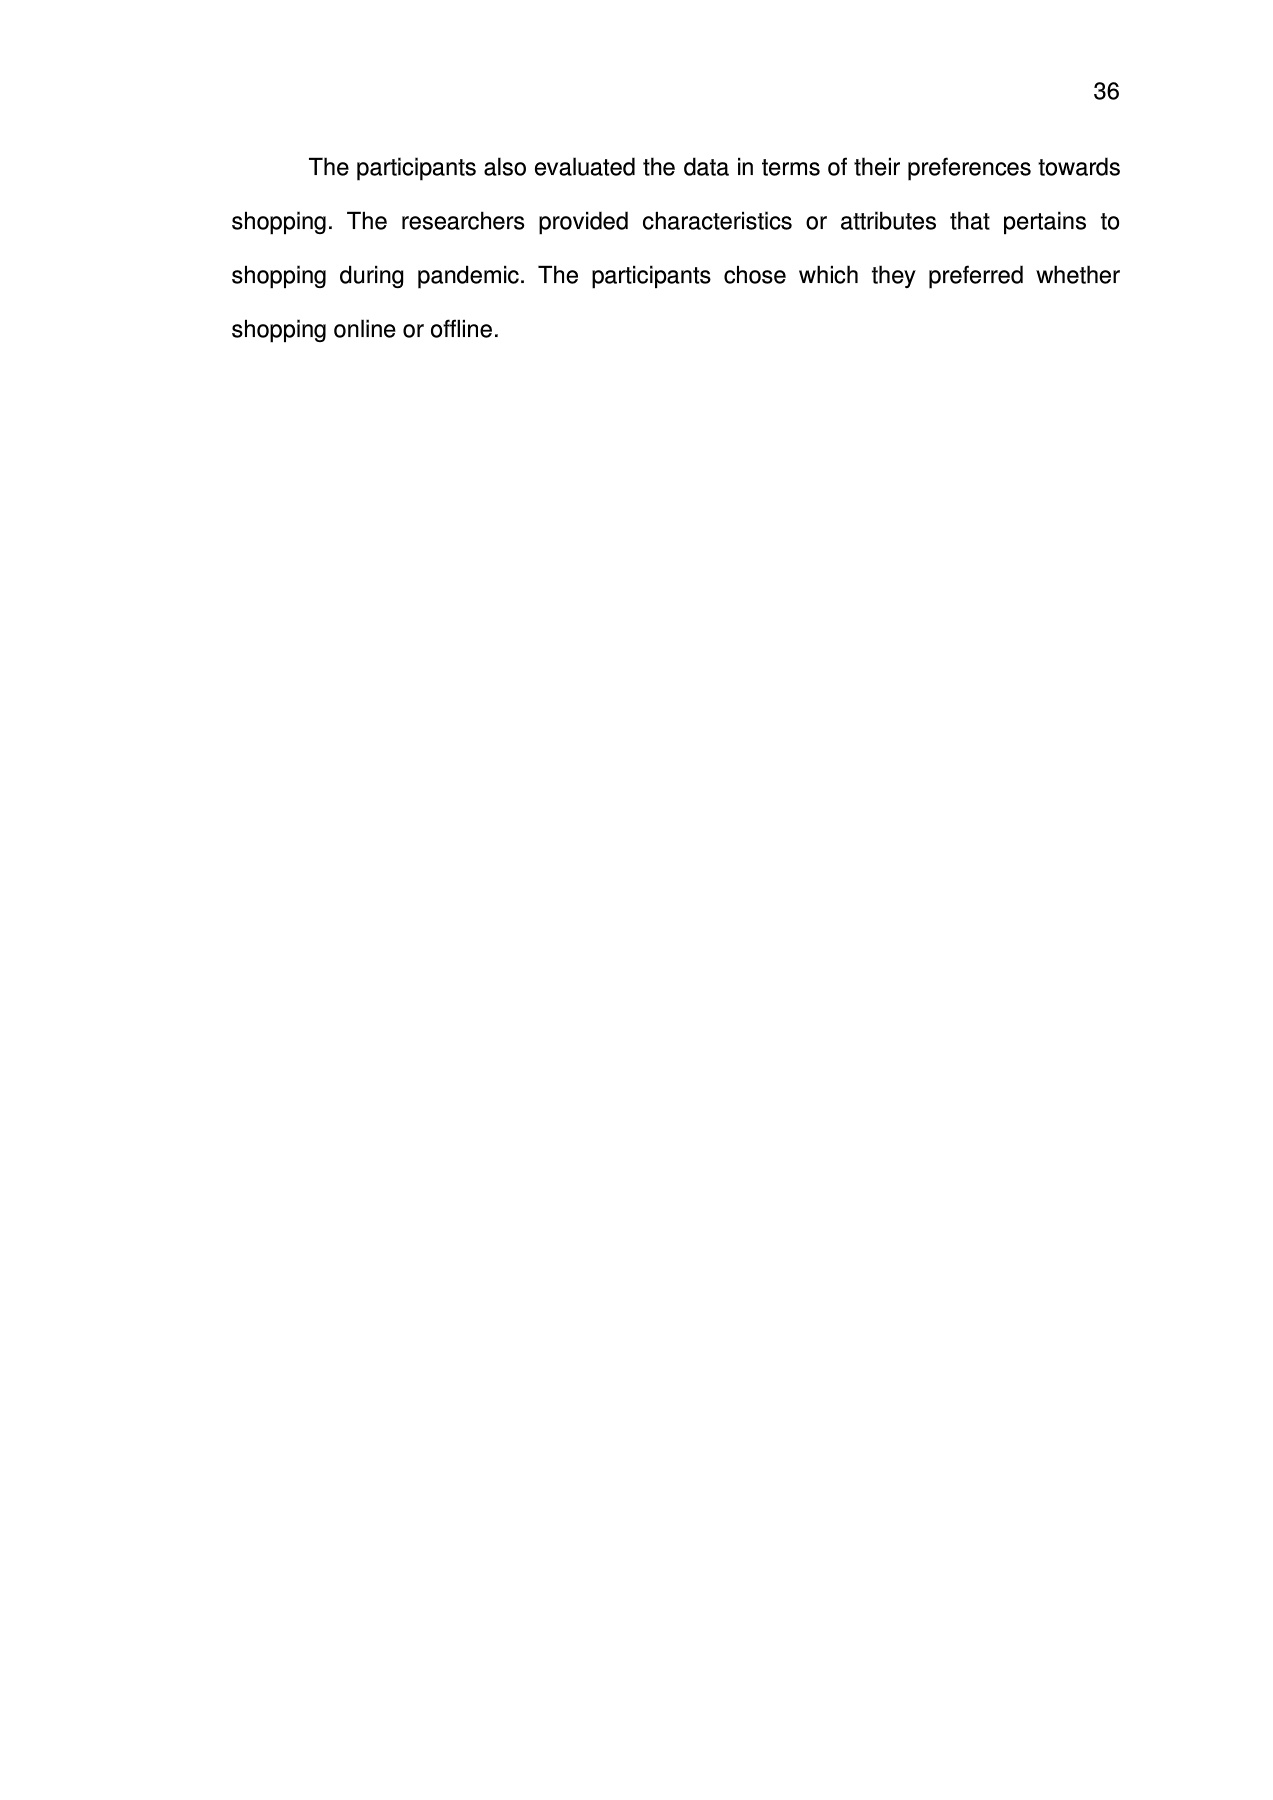 36
The participants also evaluated the data in terms of their preferences towards
shopping. The researchers provided characteristics or attributes that pertains to
shopping during pandemic. The participants chose which they preferred whether
shopping online or offline.